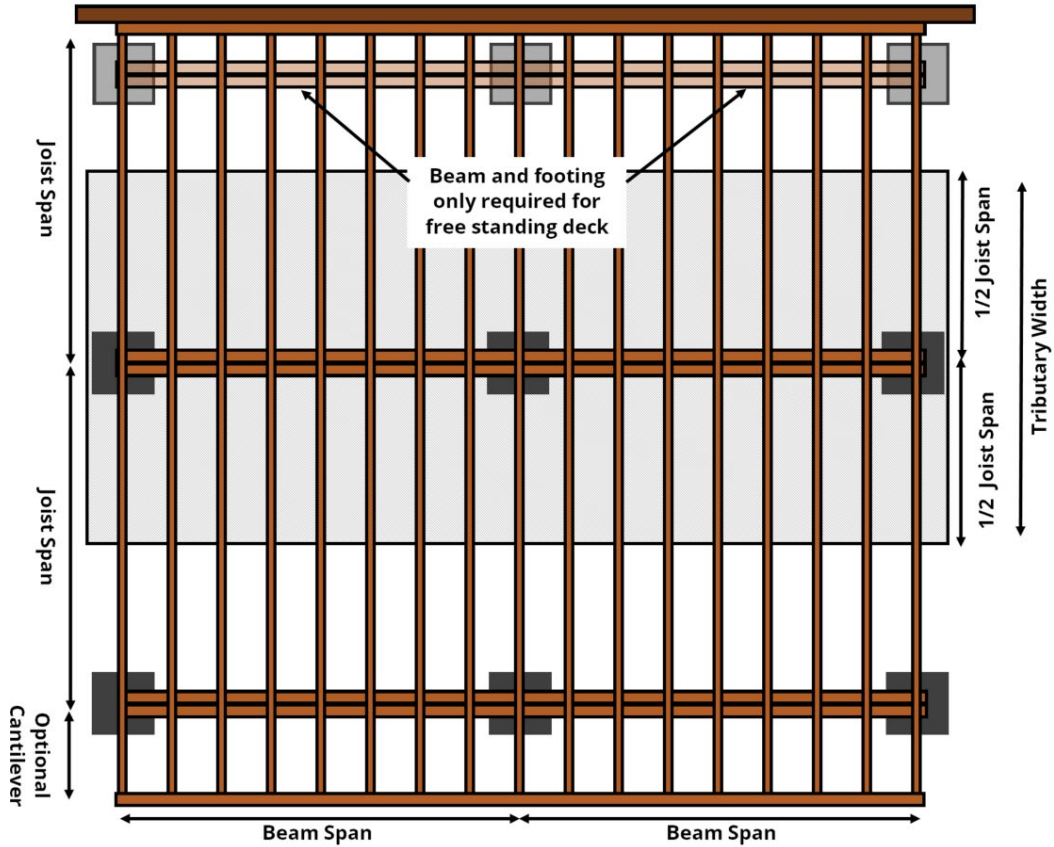 Joist Span
Beam and footing
only required for
free standing deck
1/2 Joist Span
Tributary Width
1/2 Joist Span
Joist Span
Optional
Cantilever
Beam Span
Beam Span